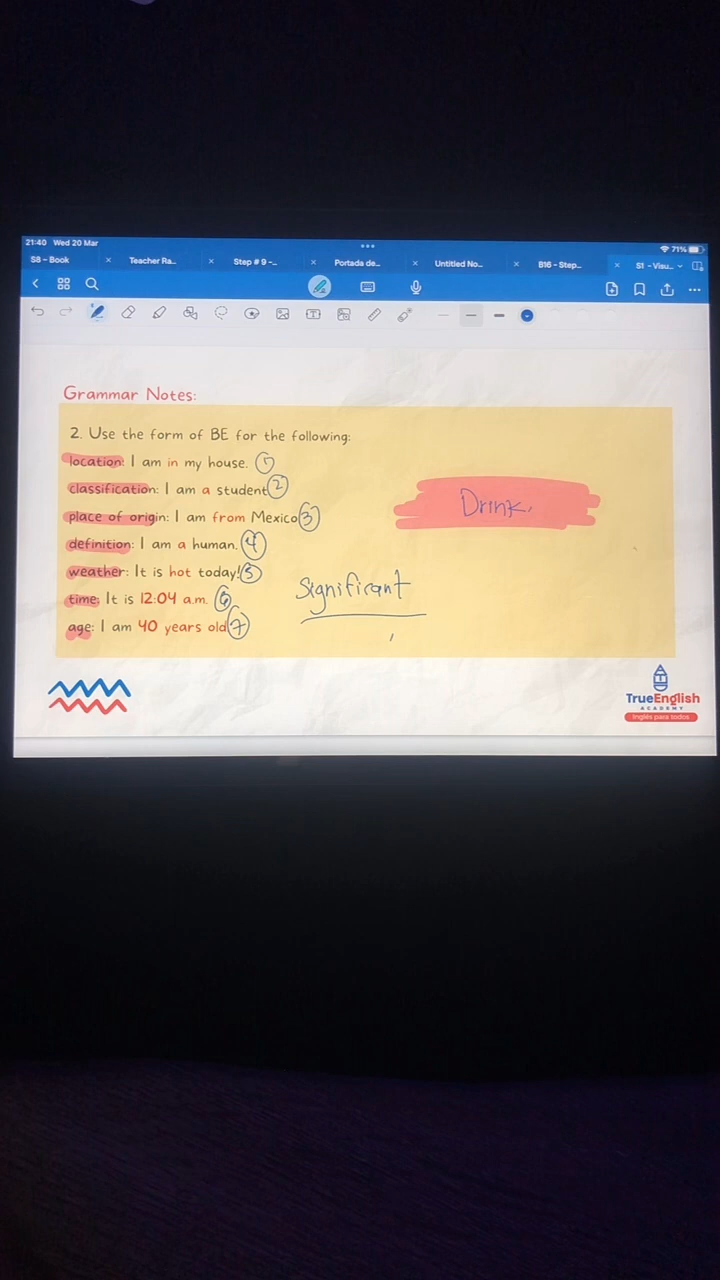 21:40 Wed 20 Mar
71%
S8 – Book
Teacher Ra...
Step # 9 –...
Portada de...
Untitled No...
B16 – Step...
S1 – Visu...
Grammar Notes:
2. Use the form of BE for the following:
location: I am in my house. 1
classification: I am a student 2
place of origin: I am from Mexico 3
definition: I am a human. 4
weather: It is hot today! 5
time: It is 12:04 a.m. 6
age: I am 40 years old 7
Drink.
Significant
TrueEnglish
ACADEMY
Inglés para todos